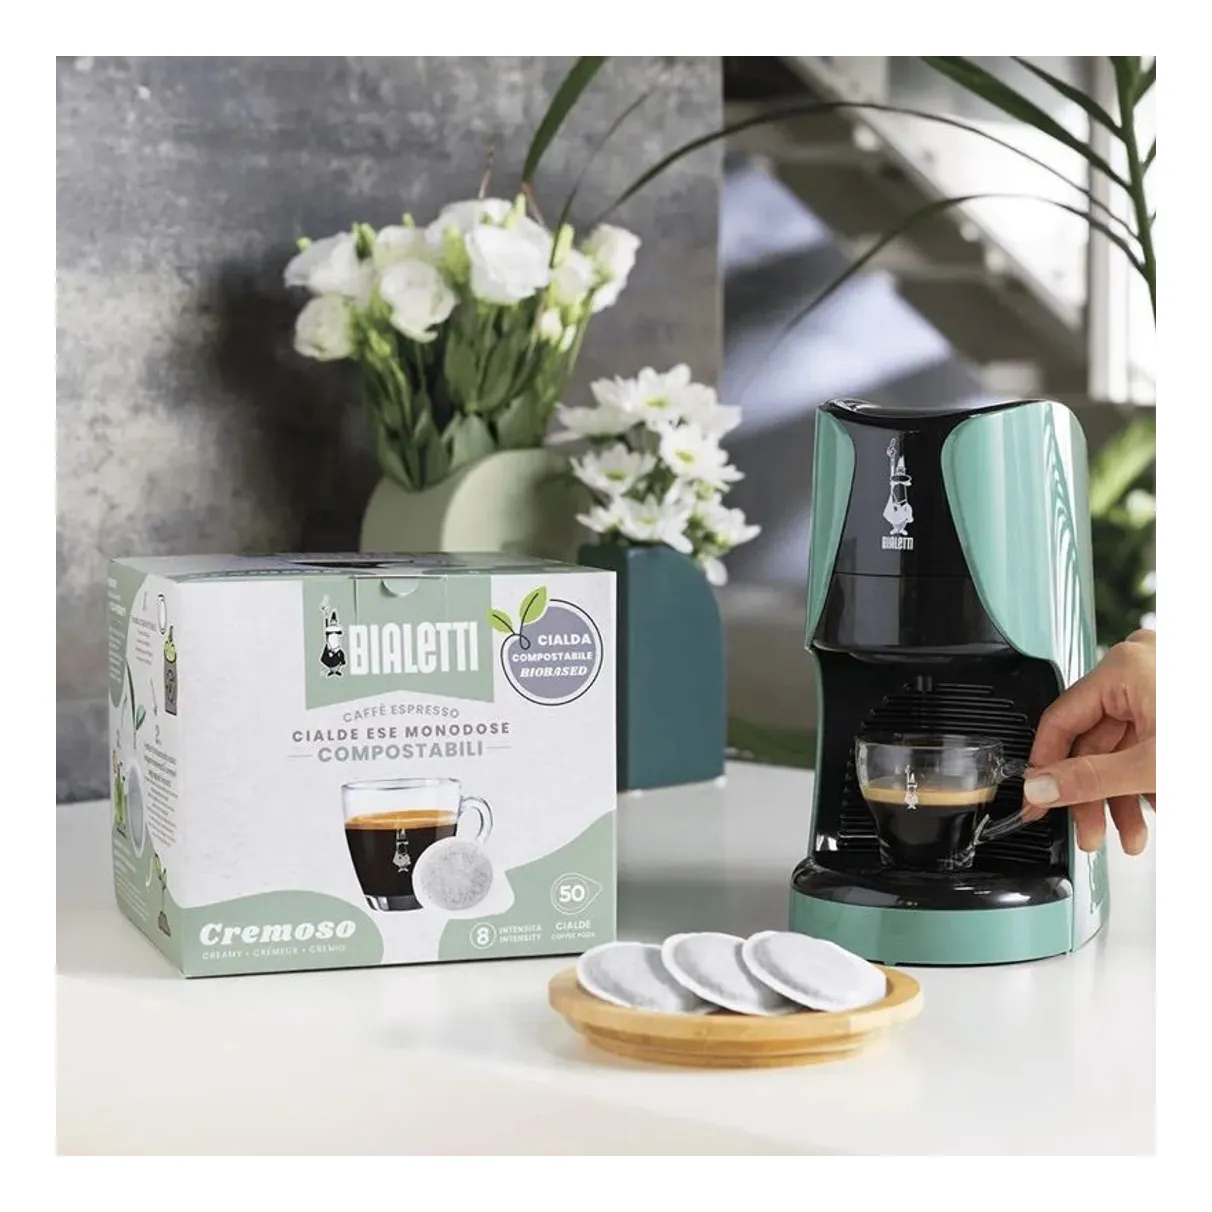 BIALETTI
BIALETTI
CIALDA
COMPOSTABILE
BIOBASED
CAFFÈ ESPRESSO
CIALDE ESE MONODOSE
COMPOSTABILI
50
CIALDE
COFFEE PODS
8 INTENSITÀ
INTENSITY
Cremoso
CREAMY • CRÉMEUX • CREMIG